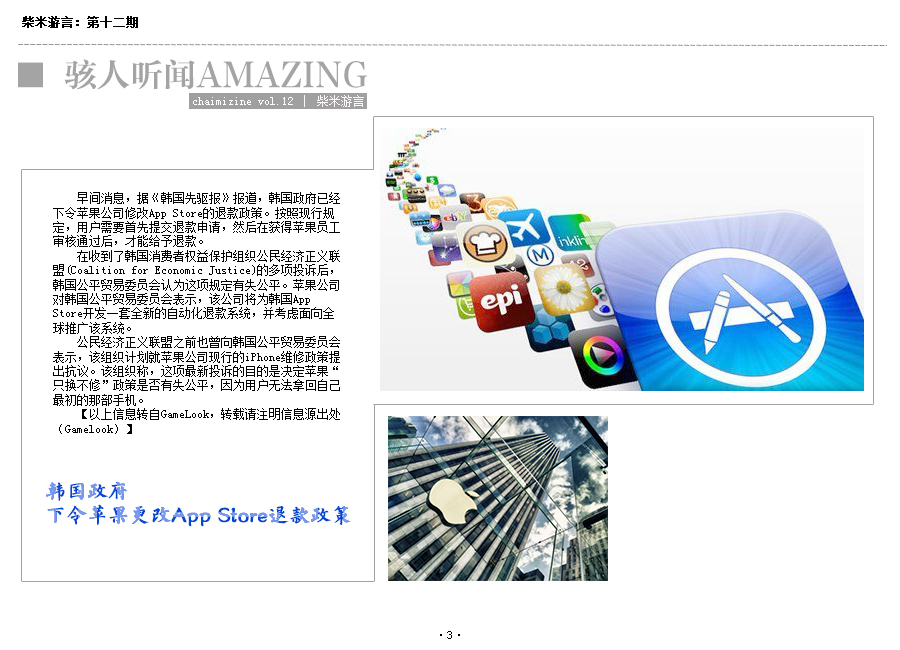 柴米游言：第十二期
骇人听闻AMAZING
chaimizine vol.12 | 柴米游言
早间消息，据《韩国先驱报》报道，韩国政府已经
下令苹果公司修改App Store的退款政策。按照现行规
定，用户需要首先提交退款申请，然后在获得苹果员工
审核通过后，才能给予退款。
在收到了韩国消费者权益保护组织公民经济正义联
盟(Coalition for Economic Justice)的多项投诉后，
韩国公平贸易委员会认为这项规定有失公平。苹果公司
对韩国公平贸易委员会表示，该公司将为韩国App
Store开发一套全新的自动化退款系统，并考虑面向全
球推广该系统。
公民经济正义联盟之前也曾向韩国公平贸易委员会
表示，该组织计划就苹果公司现行的iPhone维修政策提
出抗议。该组织称，这项最新投诉的目的是决定苹果“
只换不修”政策是否有失公平，因为用户无法拿回自己
最初的那部手机。
【以上信息转自GameLook，转载请注明信息源出处
（Gamelook）】
韩国政府
下令苹果更改App Store退款政策
ebY
inklin
M
epi
·3·